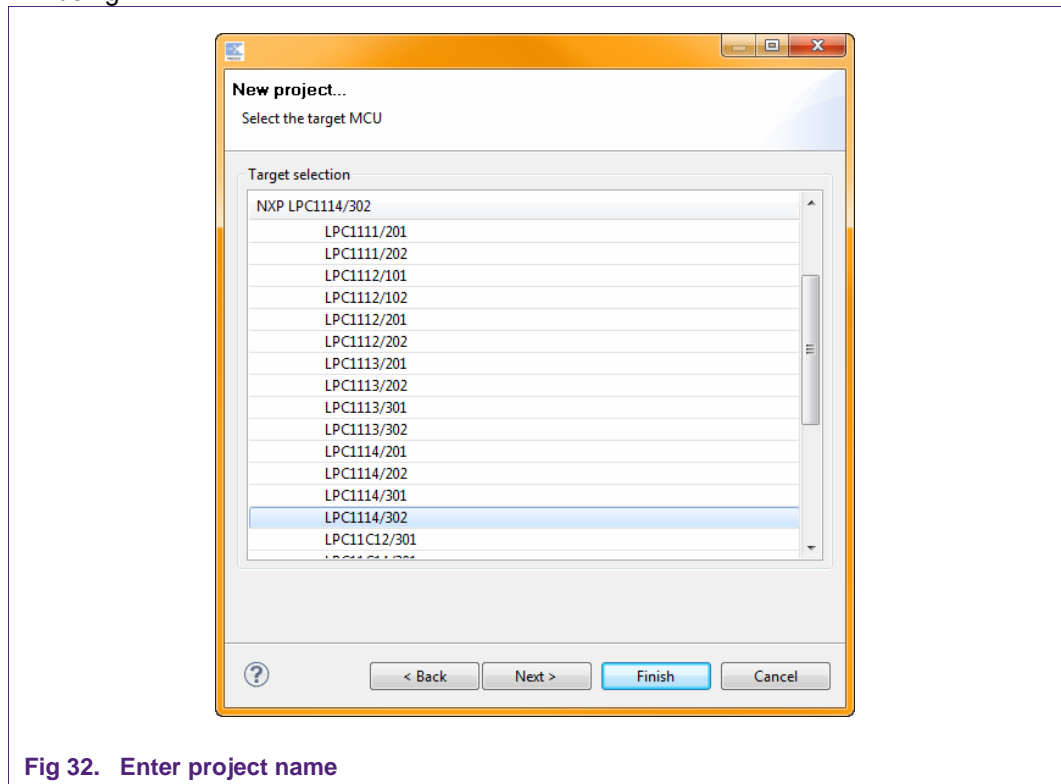 New project...
Select the target MCU
Target selection
NXP LPC1114/302
LPC1111/201
LPC1111/202
LPC1112/101
LPC1112/102
LPC1112/201
LPC1112/202
LPC1113/201
LPC1113/202
LPC1113/301
LPC1113/302
LPC1114/201
LPC1114/202
LPC1114/301
LPC1114/302
LPC11C12/301
? < Back Next > Finish Cancel
Fig 32. Enter project name